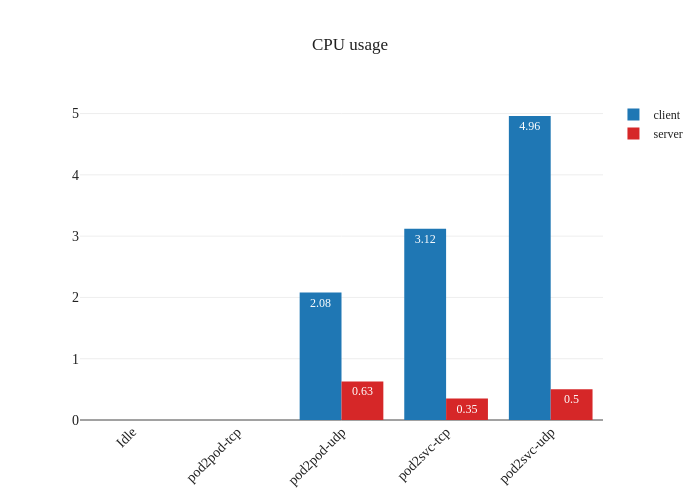 CPU usage
client
server
5
4
3
2
1
0
2.08
0.63
3.12
0.35
4.96
0.5
Idle
pod2pod-tcp
pod2pod-udp
pod2svc-tcp
pod2svc-udp